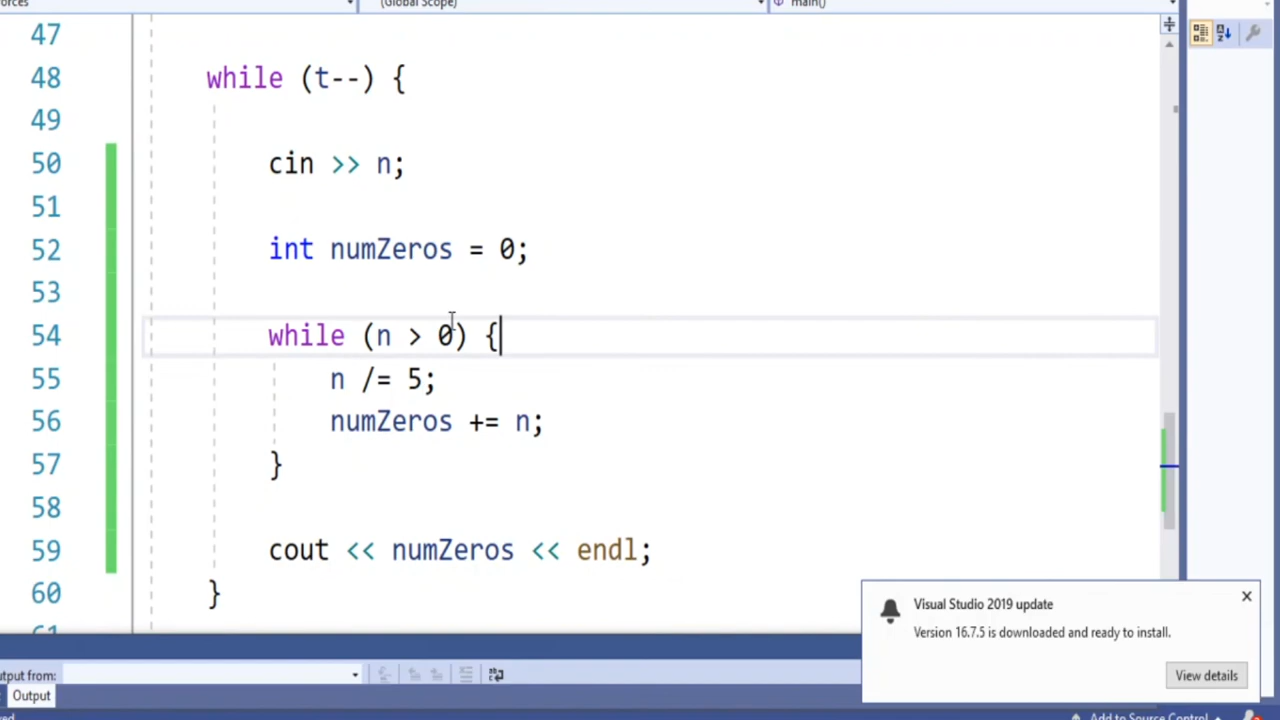 (Global Scope)
main()
47
48 while (t--) {
49
50 cin >> n;
51
52 int numZeros = 0;
53
54 while (n > 0) {
55 n /= 5;
56 numZeros += n;
57 }
58
59 cout << numZeros << endl;
60 }
61
Visual Studio 2019 update
Version 16.7.5 is downloaded and ready to install.
View details
Output
Add to Source Control